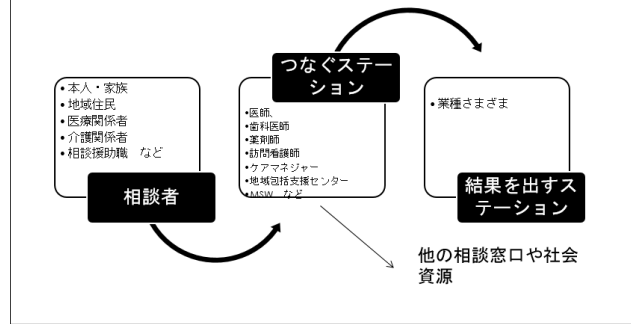 • 本人・家族
• 地域住民
• 医療関係者
• 介護関係者
• 相談援助職　など
相談者
つなぐステー
ション
•医師、
•歯科医師
•薬剤師
•訪問看護師
•ケアマネジャー
•地域包括支援センター
•MSW　など
• 業種さまざま
結果を出すス
テーション
他の相談窓口や社会
資源